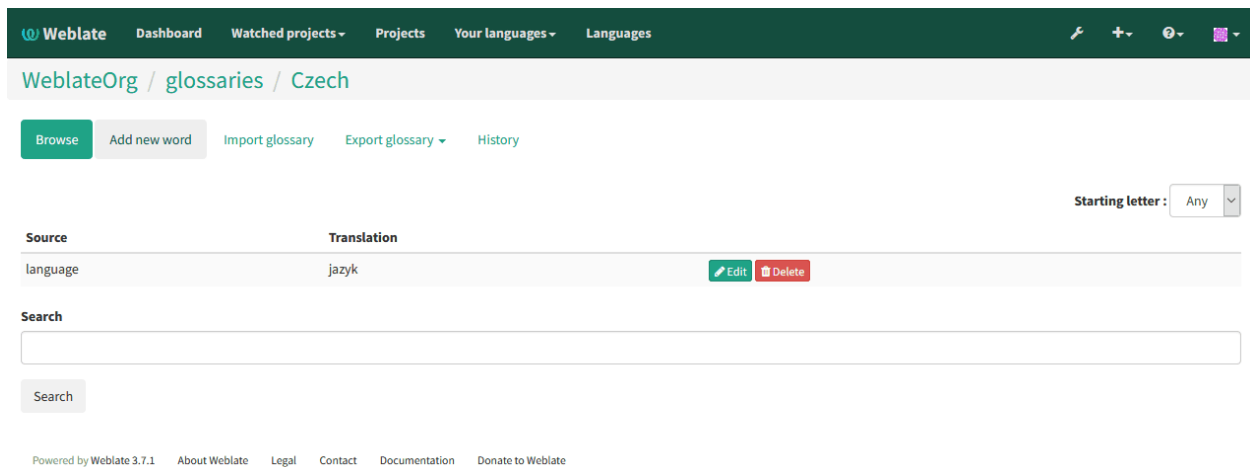 Weblate Dashboard Watched projects Projects Your languages Languages
WeblateOrg / glossaries / Czech
Browse Add new word Import glossary Export glossary History
Starting letter : Any
Source Translation
language jazyk Edit Delete
Search
Search
Powered by Weblate 3.7.1 About Weblate Legal Contact Documentation Donate to Weblate